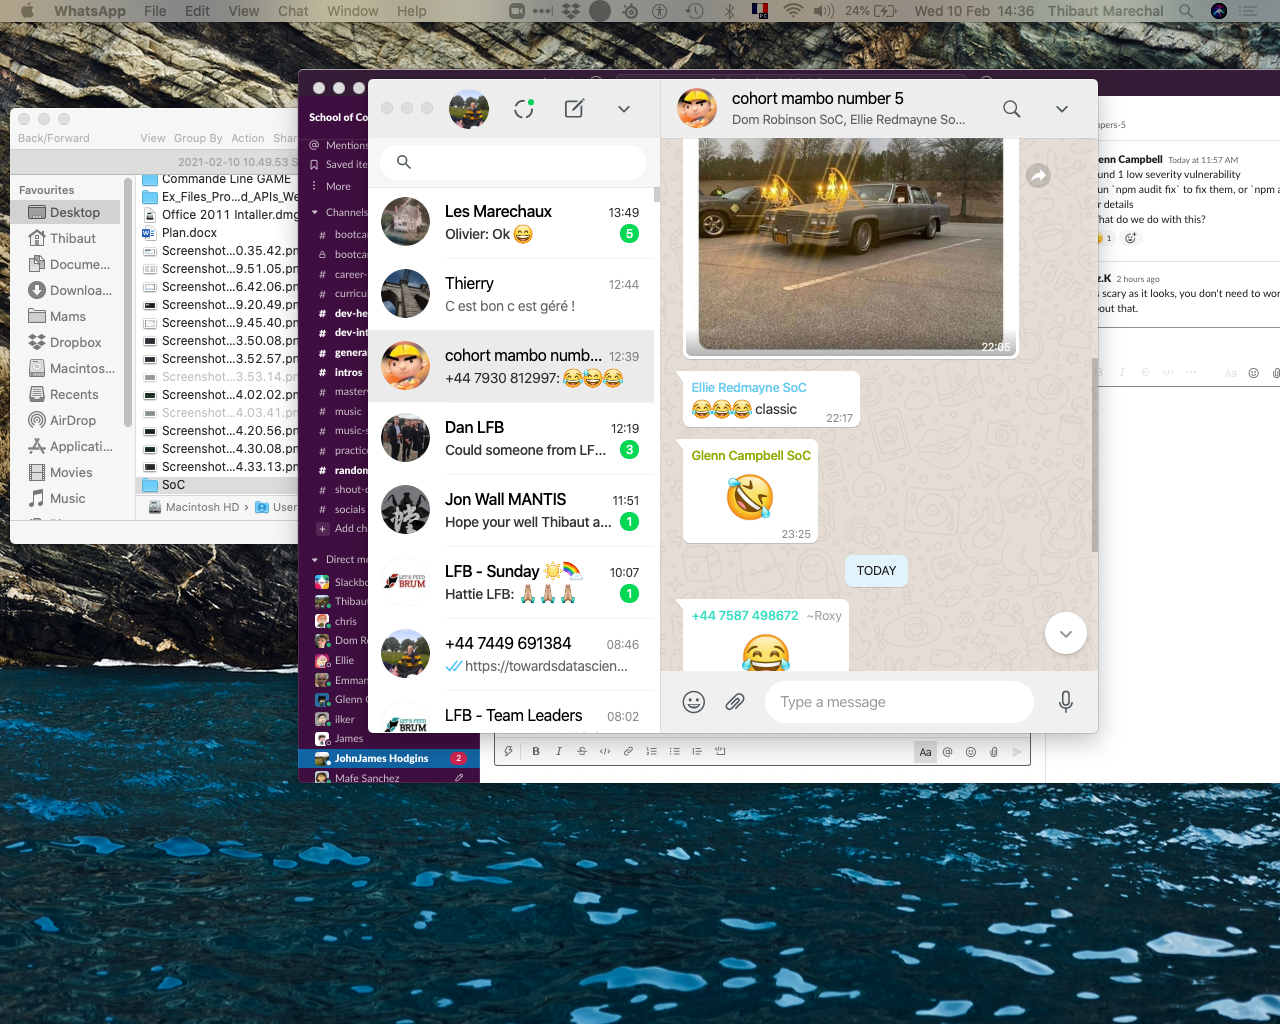 WhatsApp File Edit View Chat Window Help 24% Wed 10 Feb 14:36 Thibaut Marechal
Back/Forward View Group By Action
2021-02-10 10.49.53
Favourites
Desktop
Thibaut
Docume...
Downloa...
Mams
Dropbox
Macintos...
Recents
AirDrop
Applicati...
Movies
Music
Commande Line GAME
Ex_Files_Pro...d_APIs_We
Office 2011 Intaller.dmg
Plan.docx
Screenshot...0.35.42.pn
Screenshot...9.51.05.pn
Screenshot...6.42.06.pn
Screenshot...9.20.49.pn
Screenshot...9.45.40.pn
Screenshot...3.50.08.pn
Screenshot...3.52.57.pn
Screenshot...3.53.14.pn
Screenshot...4.02.02.pn
Screenshot...4.03.41.pn
Screenshot...4.20.56.pn
Screenshot...4.30.08.pn
Screenshot...4.33.13.pn
SoC
Macintosh HD › User
School of Co
Mentions
Saved ite
More
Channels
# bootcar
bootcar
# career-
# curricul
# dev-he
# dev-int
# genera
# intros
# mastery
# music
# music-s
# practice
# random
# shout-o
# socials
+ Add ch
Direct me
Slackbo
Thibaut
chris
Dom R
Ellie
Emman
Glenn C
ilker
James
JohnJames Hodgins 2
Mafe Sanchez
Les Marechaux 13:49
Olivier: Ok 😄 5
Thierry 12:44
C est bon c est géré !
cohort mambo numb... 12:39
+44 7930 812997: 😂😅😂
Dan LFB 12:19
Could someone from LF... 3
Jon Wall MANTIS 11:51
Hope your well Thibaut a... 1
LET'S FEED BRUM
LFB - Sunday ☀️🌈 10:07
Hattie LFB: 🙏🙏🙏 1
+44 7449 691384 08:46
https://towardsdatascien...
LET'S FEED
LFB - Team Leaders 08:02
cohort mambo number 5
Dom Robinson SoC, Ellie Redmayne So...
22:05
Ellie Redmayne SoC
😂😂😂 classic 22:17
Glenn Campbell SoC
🤣
23:25
TODAY
+44 7587 498672 ~Roxy
😂
Type a message
B I S </> Aa @
mpers-5
enn Campbell Today at 11:57 AM
und 1 low severity vulnerability
un `npm audit fix` to fix them, or `npm a
r details
hat do we do with this?
1
z.K 2 hours ago
s scary as it looks, you don't need to wor
bout that.
B I S </> ... Aa